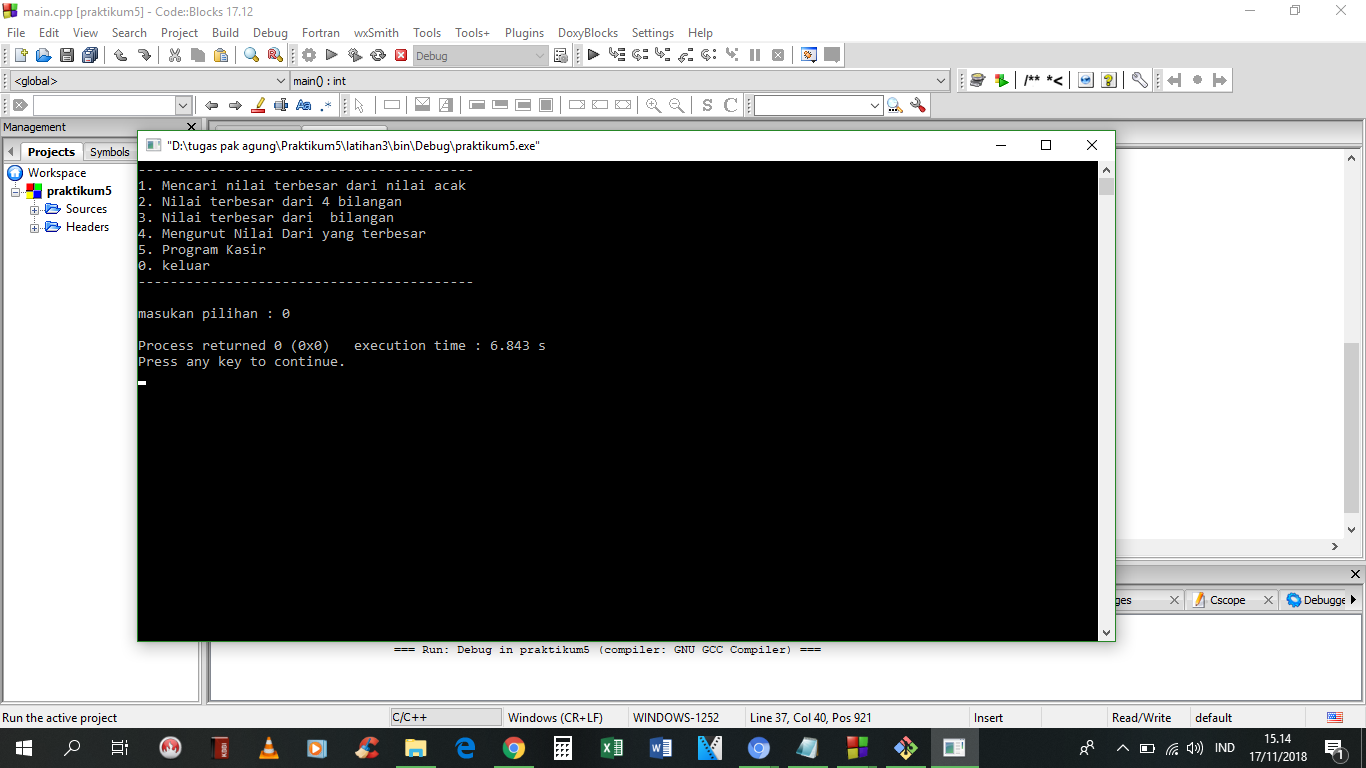 main.cpp [praktikum5] - Code::Blocks 17.12
File Edit View Search Project Build Debug Fortran wxSmith Tools Tools+ Plugins DoxyBlocks Settings Help
Debug
<global> main() : int
/** *<
Aa .* S C
Management
Projects Symbols
Workspace
praktikum5
Sources
Headers
"D:\tugas pak agung\Praktikum5\latihan3\bin\Debug\praktikum5.exe"
------------------------------------------
1. Mencari nilai terbesar dari nilai acak
2. Nilai terbesar dari 4 bilangan
3. Nilai terbesar dari  bilangan
4. Mengurut Nilai Dari yang terbesar
5. Program Kasir
0. keluar
------------------------------------------
masukan pilihan : 0
Process returned 0 (0x0)   execution time : 6.843 s
Press any key to continue.
ges Cscope Debugge
=== Run: Debug in praktikum5 (compiler: GNU GCC Compiler) ===
Run the active project C/C++ Windows (CR+LF) WINDOWS-1252 Line 37, Col 40, Pos 921 Insert Read/Write default
IND
15.14
17/11/2018
1